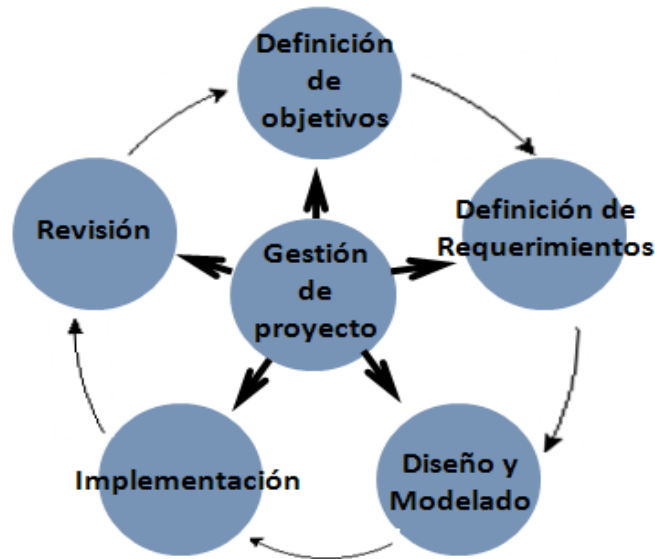 Definición
de
objetivos
Definición de
Requerimientos
Diseño y
Modelado
Implementación
Revisión
Gestión
de
proyecto